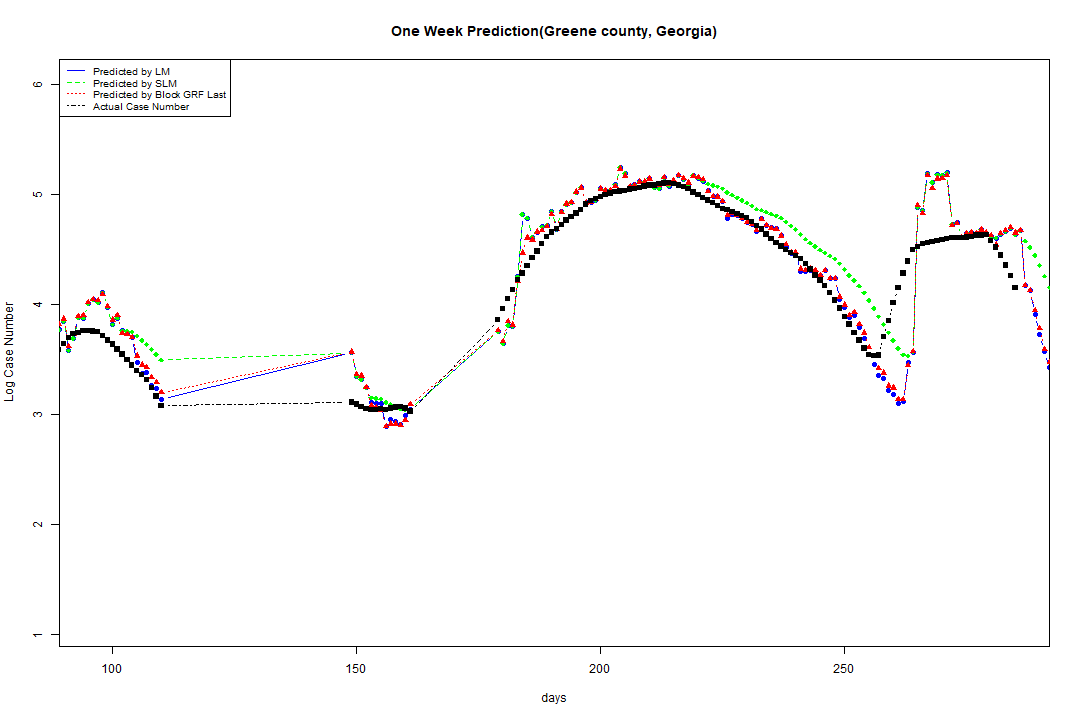 One Week Prediction(Greene county, Georgia)
Predicted by LM
Predicted by SLM
Predicted by Block GRF Last
Actual Case Number
6
5
4
3
2
1
Log Case Number
100
150
200
250
days